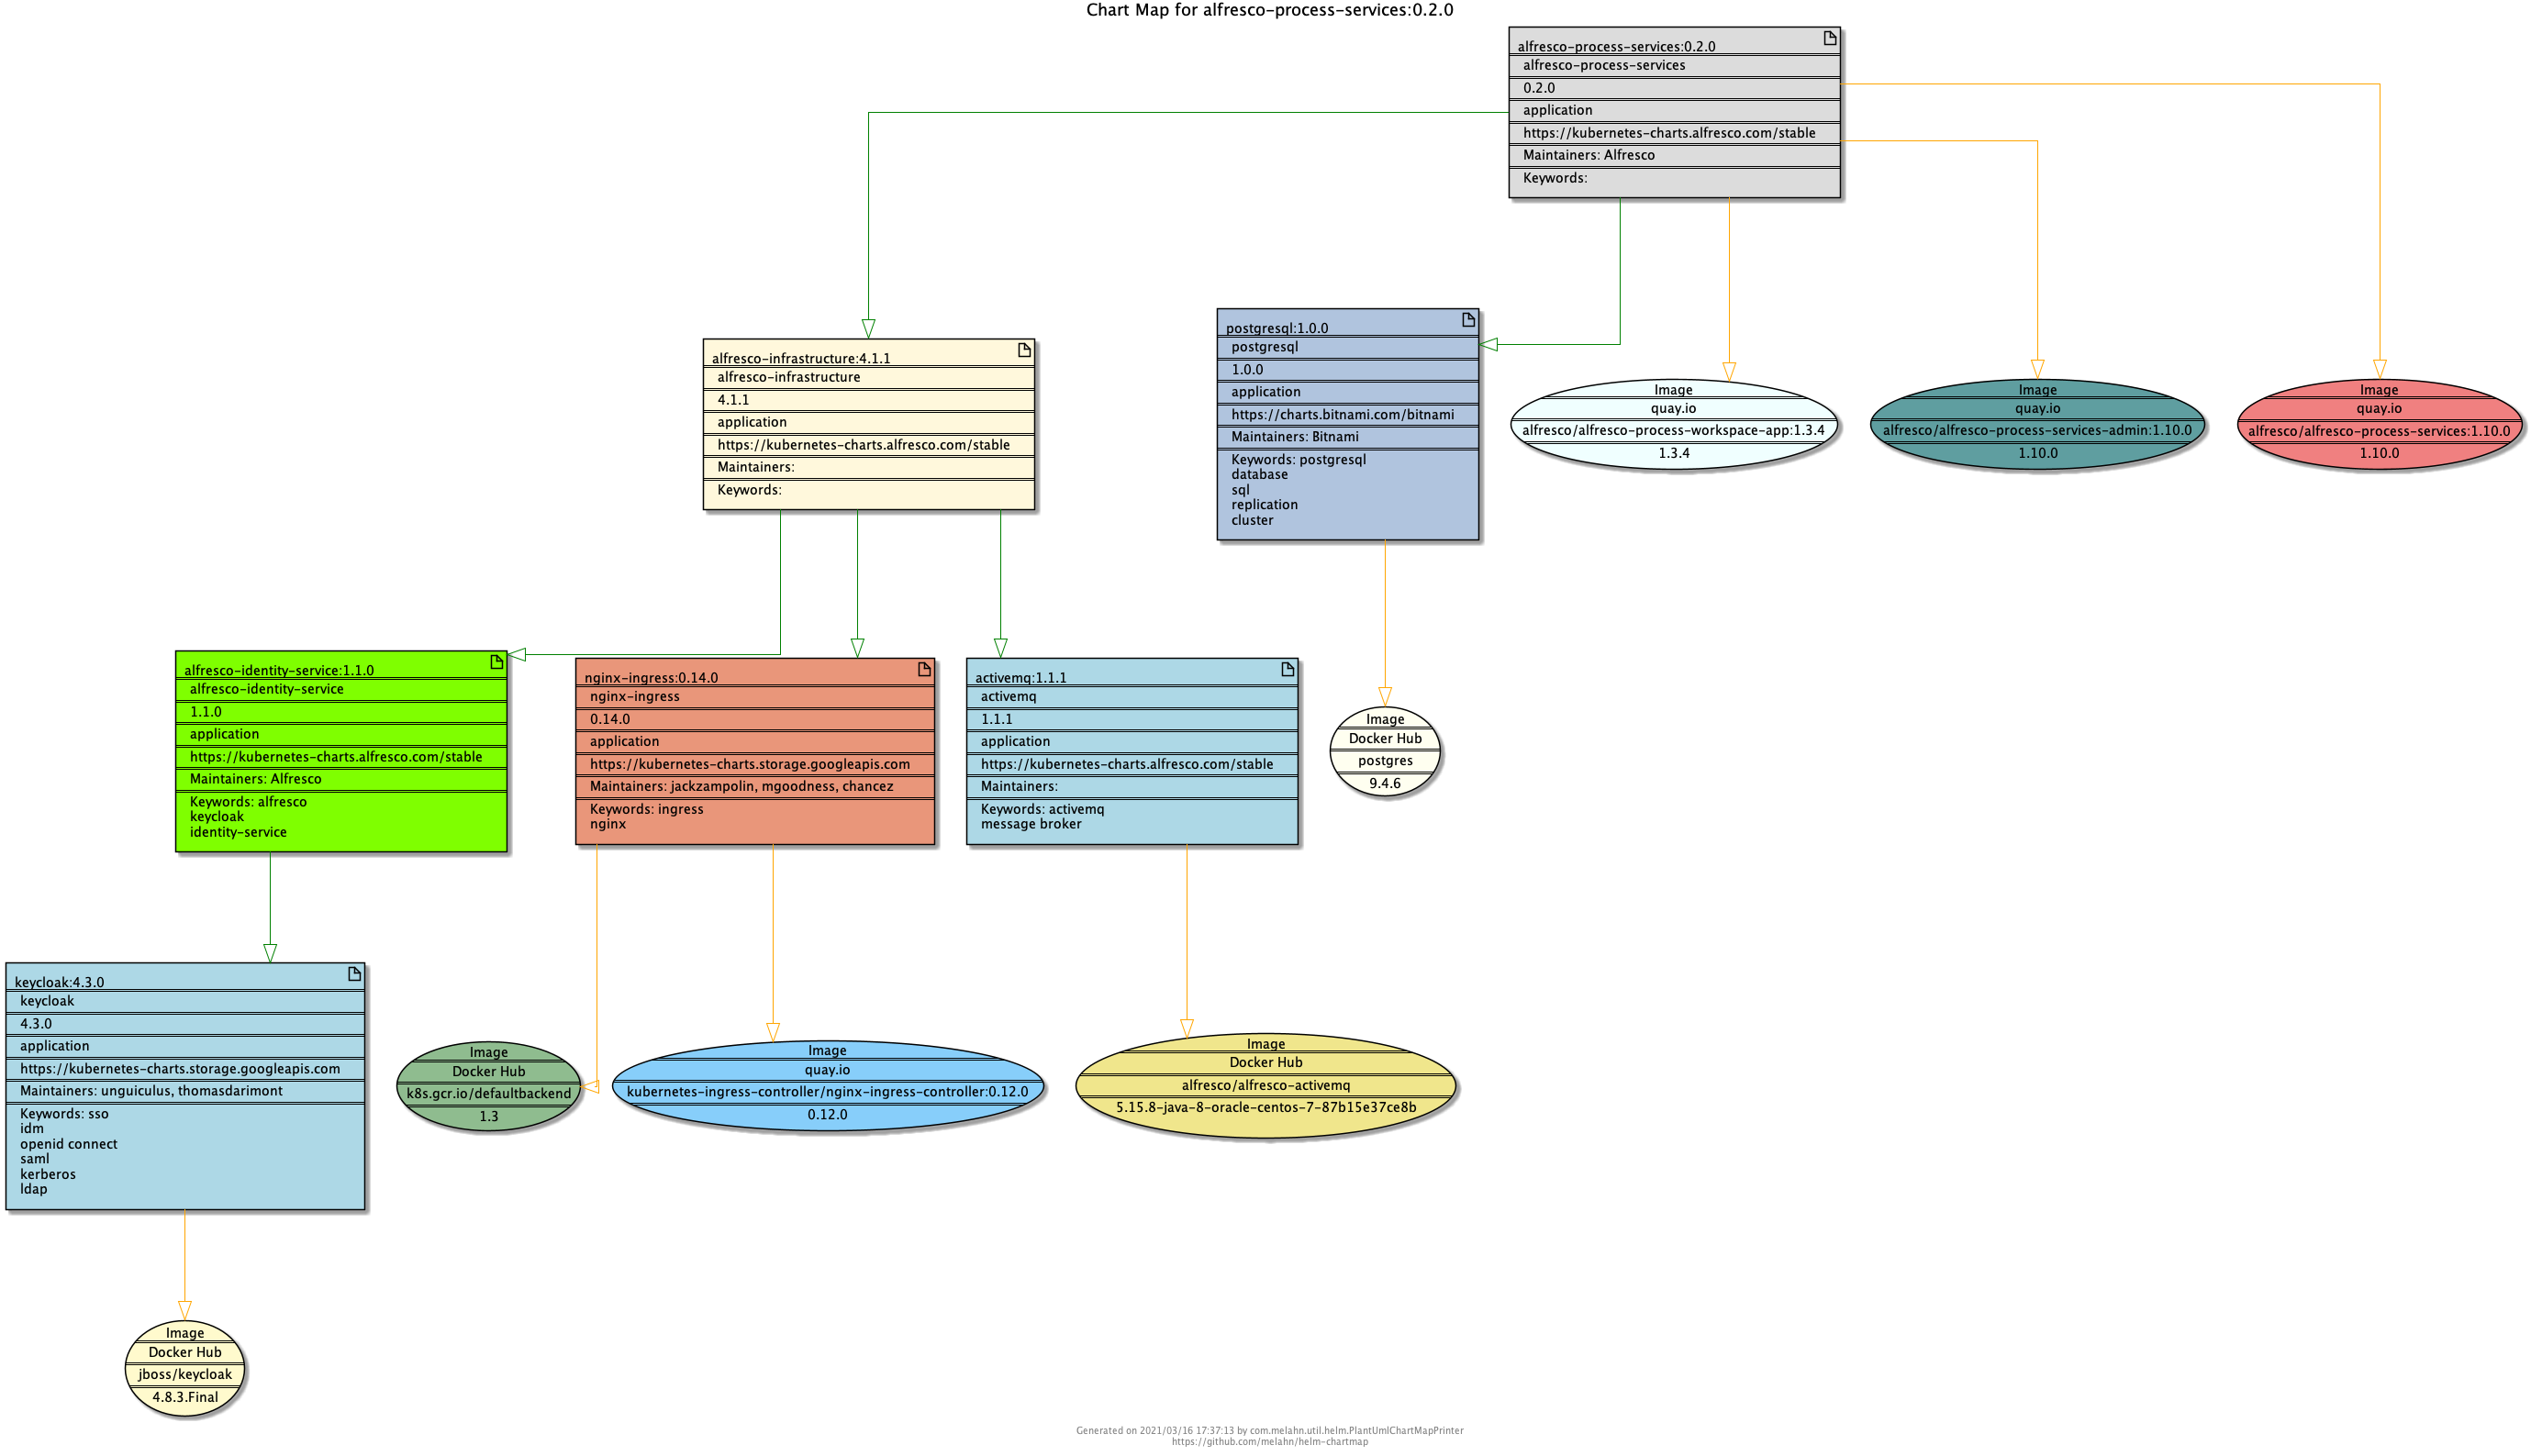 Chart Map for alfresco-process-services:0.2.0
alfresco-process-services:0.2.0
alfresco-process-services
0.2.0
application
https://kubernetes-charts.alfresco.com/stable
Maintainers: Alfresco
Keywords:
alfresco-infrastructure:4.1.1
alfresco-infrastructure
4.1.1
application
https://kubernetes-charts.alfresco.com/stable
Maintainers:
Keywords:
postgresql:1.0.0
postgresql
1.0.0
application
https://charts.bitnami.com/bitnami
Maintainers: Bitnami
Keywords: postgresql
database
sql
replication
cluster
Image
quay.io
alfresco/alfresco-process-workspace-app:1.3.4
1.3.4
Image
quay.io
alfresco/alfresco-process-services-admin:1.10.0
1.10.0
Image
quay.io
alfresco/alfresco-process-services:1.10.0
1.10.0
alfresco-identity-service:1.1.0
alfresco-identity-service
1.1.0
application
https://kubernetes-charts.alfresco.com/stable
Maintainers: Alfresco
Keywords: alfresco
keycloak
identity-service
nginx-ingress:0.14.0
nginx-ingress
0.14.0
application
https://kubernetes-charts.storage.googleapis.com
Maintainers: jackzampolin, mgoodness, chancez
Keywords: ingress
nginx
activemq:1.1.1
activemq
1.1.1
application
https://kubernetes-charts.alfresco.com/stable
Maintainers:
Keywords: activemq
message broker
Image
Docker Hub
postgres
9.4.6
keycloak:4.3.0
keycloak
4.3.0
application
https://kubernetes-charts.storage.googleapis.com
Maintainers: unguiculus, thomasdarimont
Keywords: sso
idm
openid connect
saml
kerberos
ldap
Image
Docker Hub
k8s.gcr.io/defaultbackend
1.3
Image
quay.io
kubernetes-ingress-controller/nginx-ingress-controller:0.12.0
0.12.0
Image
Docker Hub
alfresco/alfresco-activemq
5.15.8-java-8-oracle-centos-7-87b15e37ce8b
Image
Docker Hub
jboss/keycloak
4.8.3.Final
Generated on 2021/03/16 17:37:13 by com.melahn.util.helm.PlantUmlChartMapPrinter
https://github.com/melahn/helm-chartmap